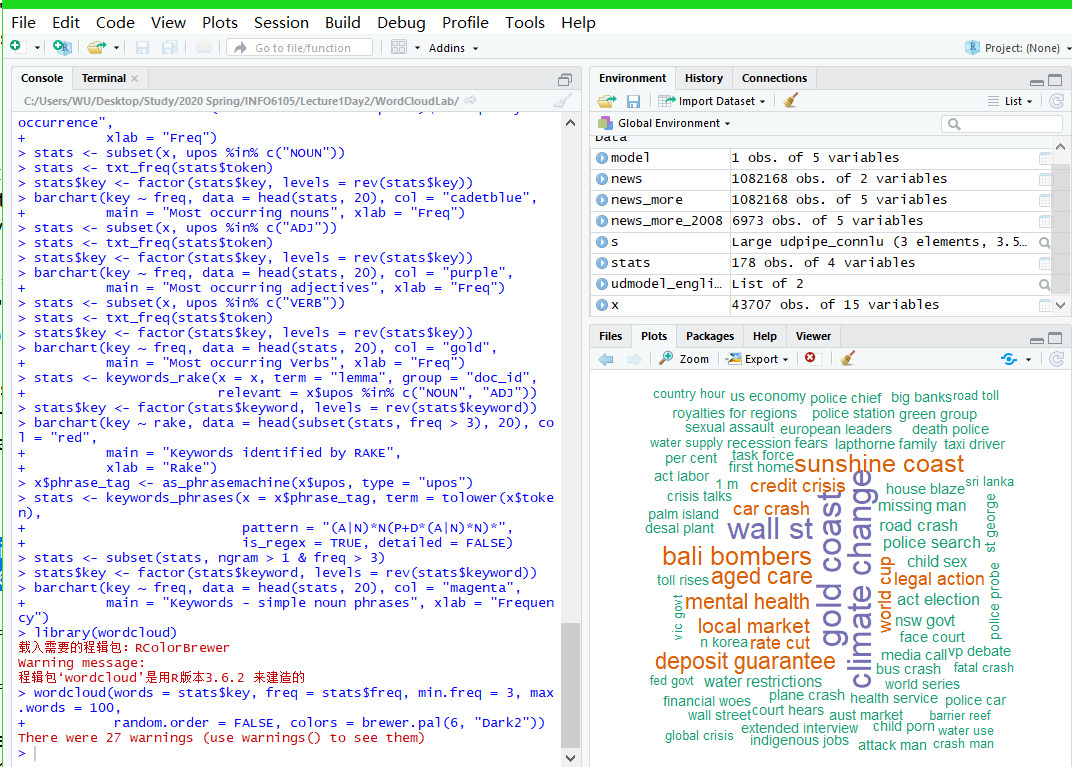 File Edit Code View Plots Session Build Debug Profile Tools Help
Go to file/function
Addins
Project: (None)
Console Terminal
C:/Users/WU/Desktop/Study/2020 Spring/INFO6105/Lecture1Day2/WordCloudLab/
occurrence",
+ xlab = "Freq")
> stats <- subset(x, upos %in% c("NOUN"))
> stats <- txt_freq(stats$token)
> stats$key <- factor(stats$key, levels = rev(stats$key))
> barchart(key ~ freq, data = head(stats, 20), col = "cadetblue",
+ main = "Most occurring nouns", xlab = "Freq")
> stats <- subset(x, upos %in% c("ADJ"))
> stats <- txt_freq(stats$token)
> stats$key <- factor(stats$key, levels = rev(stats$key))
> barchart(key ~ freq, data = head(stats, 20), col = "purple",
+ main = "Most occurring adjectives", xlab = "Freq")
> stats <- subset(x, upos %in% c("VERB"))
> stats <- txt_freq(stats$token)
> stats$key <- factor(stats$key, levels = rev(stats$key))
> barchart(key ~ freq, data = head(stats, 20), col = "gold",
+ main = "Most occurring Verbs", xlab = "Freq")
> stats <- keywords_rake(x = x, term = "lemma", group = "doc_id",
+ relevant = x$upos %in% c("NOUN", "ADJ"))
> stats$key <- factor(stats$keyword, levels = rev(stats$keyword))
> barchart(key ~ rake, data = head(subset(stats, freq > 3), 20), co
l = "red",
+ main = "Keywords identified by RAKE",
+ xlab = "Rake")
> x$phrase_tag <- as_phrasemachine(x$upos, type = "upos")
> stats <- keywords_phrases(x = x$phrase_tag, term = tolower(x$toke
n),
+ pattern = "(A|N)*N(P+D*(A|N)*N)*",
+ is_regex = TRUE, detailed = FALSE)
> stats <- subset(stats, ngram > 1 & freq > 3)
> stats$key <- factor(stats$keyword, levels = rev(stats$keyword))
> barchart(key ~ freq, data = head(stats, 20), col = "magenta",
+ main = "Keywords - simple noun phrases", xlab = "Frequen
cy")
> library(wordcloud)
载入需要的程辑包：RColorBrewer
Warning message:
程辑包‘wordcloud’是用R版本3.6.2 来建造的
> wordcloud(words = stats$key, freq = stats$freq, min.freq = 3, max
.words = 100,
+ random.order = FALSE, colors = brewer.pal(6, "Dark2"))
There were 27 warnings (use warnings() to see them)
>
Environment History Connections
Import Dataset
List
Global Environment
Data
model 1 obs. of 5 variables
news 1082168 obs. of 2 variables
news_more 1082168 obs. of 5 variables
news_more_2008 6973 obs. of 5 variables
s Large udpipe_connlu (3 elements, 3.5…
stats 178 obs. of 4 variables
udmodel_engli… List of 2
x 43707 obs. of 15 variables
Files Plots Packages Help Viewer
Zoom Export
country hour
us economy
police chief
big banks
road toll
royalties for regions
police station
green group
sexual assault
european leaders
death police
water supply
recession fears
lapthorne family
taxi driver
per cent
task force
first home
sunshine coast
act labor
1 m
credit crisis
house blaze
sri lanka
crisis talks
missing man
palm island
car crash
desal plant
wall st
gold coast
climate change
road crash
police search
st george
bali bombers
child sex
toll rises
aged care
world cup
legal action
vic govt
mental health
act election
police probe
local market
nsw govt
face court
n korea
rate cut
media call
vp debate
deposit guarantee
bus crash
fatal crash
fed govt
water restrictions
world series
financial woes
plane crash
health service
police car
wall street
court hears
aust market
barrier reef
global crisis
extended interview
child porn
water use
indigenous jobs
attack man
crash man